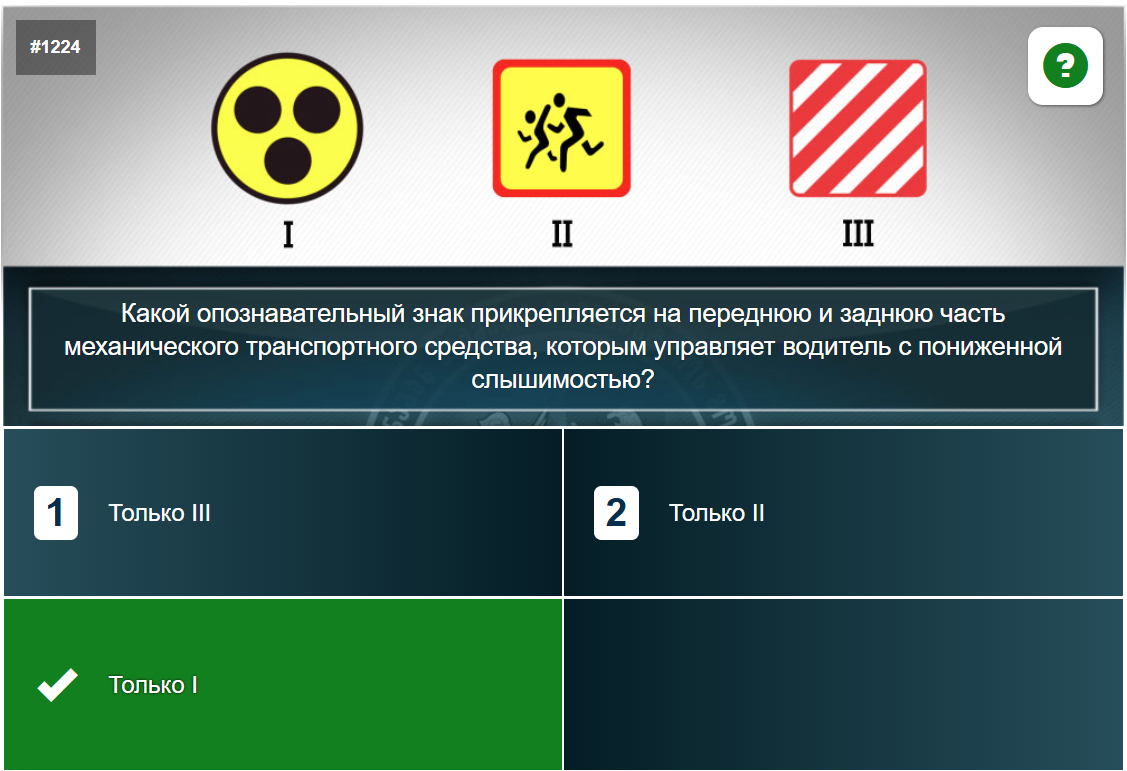 #1224
?
I
II
III
Какой опознавательный знак прикрепляется на переднюю и заднюю часть
механического транспортного средства, которым управляет водитель с пониженной
слышимостью?
1 Только III
2 Только II
Только I